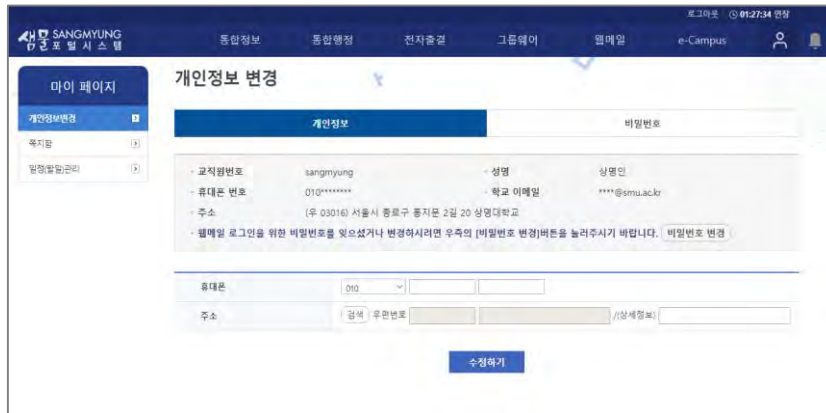 로그아웃 01:27:34 연장
샘물 SANGMYUNG 포털시스템
통합정보 통합행정 전자출결 그룹웨어 웹메일 e-Campus
마이 페이지
개인정보변경
쪽지함
일정(할일)관리
개인정보 변경
개인정보 비밀번호
· 교직원번호 sangmyung · 성명 상명인
· 휴대폰 번호 010******** · 학교 이메일 ****@smu.ac.kr
· 주소 (우 03016) 서울시 종로구 홍지문 2길 20 상명대학교
· 웹메일 로그인을 위한 비밀번호를 잊으셨거나 변경하시려면 우측의 [비밀번호 변경]버튼을 눌러주시기 바랍니다. 비밀번호 변경
휴대폰 010
주소 검색 우편번호 /(상세정보)
수정하기